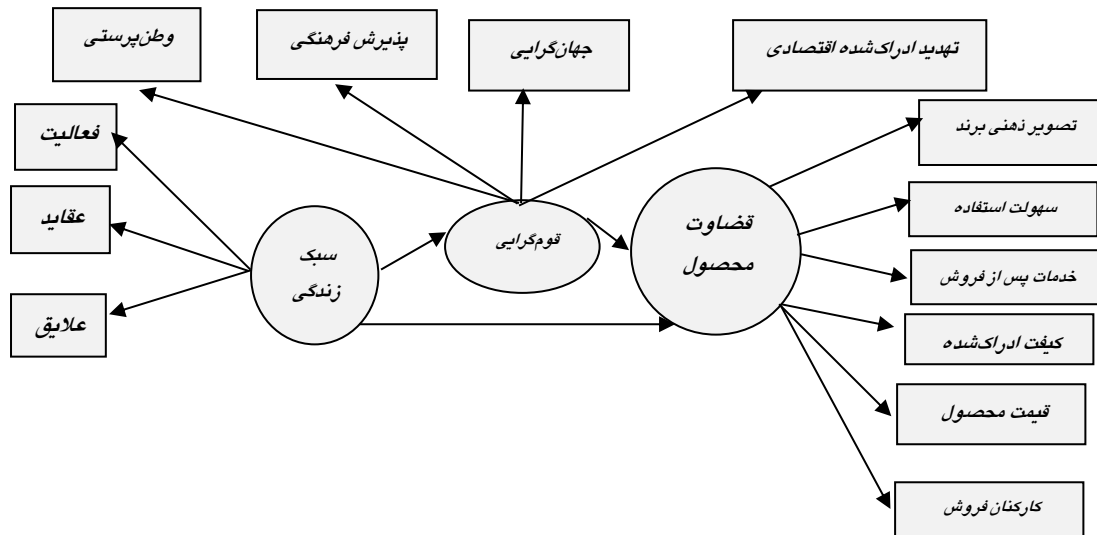 وطن‌پرستی
پذیرش فرهنگی
جهان‌گرایی
تهدید ادراک‌شده اقتصادی
تصویر ذهنی برند
فعالیت
عقاید
علایق
سبک
زندگی
قوم‌گرایی
قضاوت
محصول
سهولت استفاده
خدمات پس از فروش
کیفت ادراک‌شده
قیمت محصول
کارکنان فروش